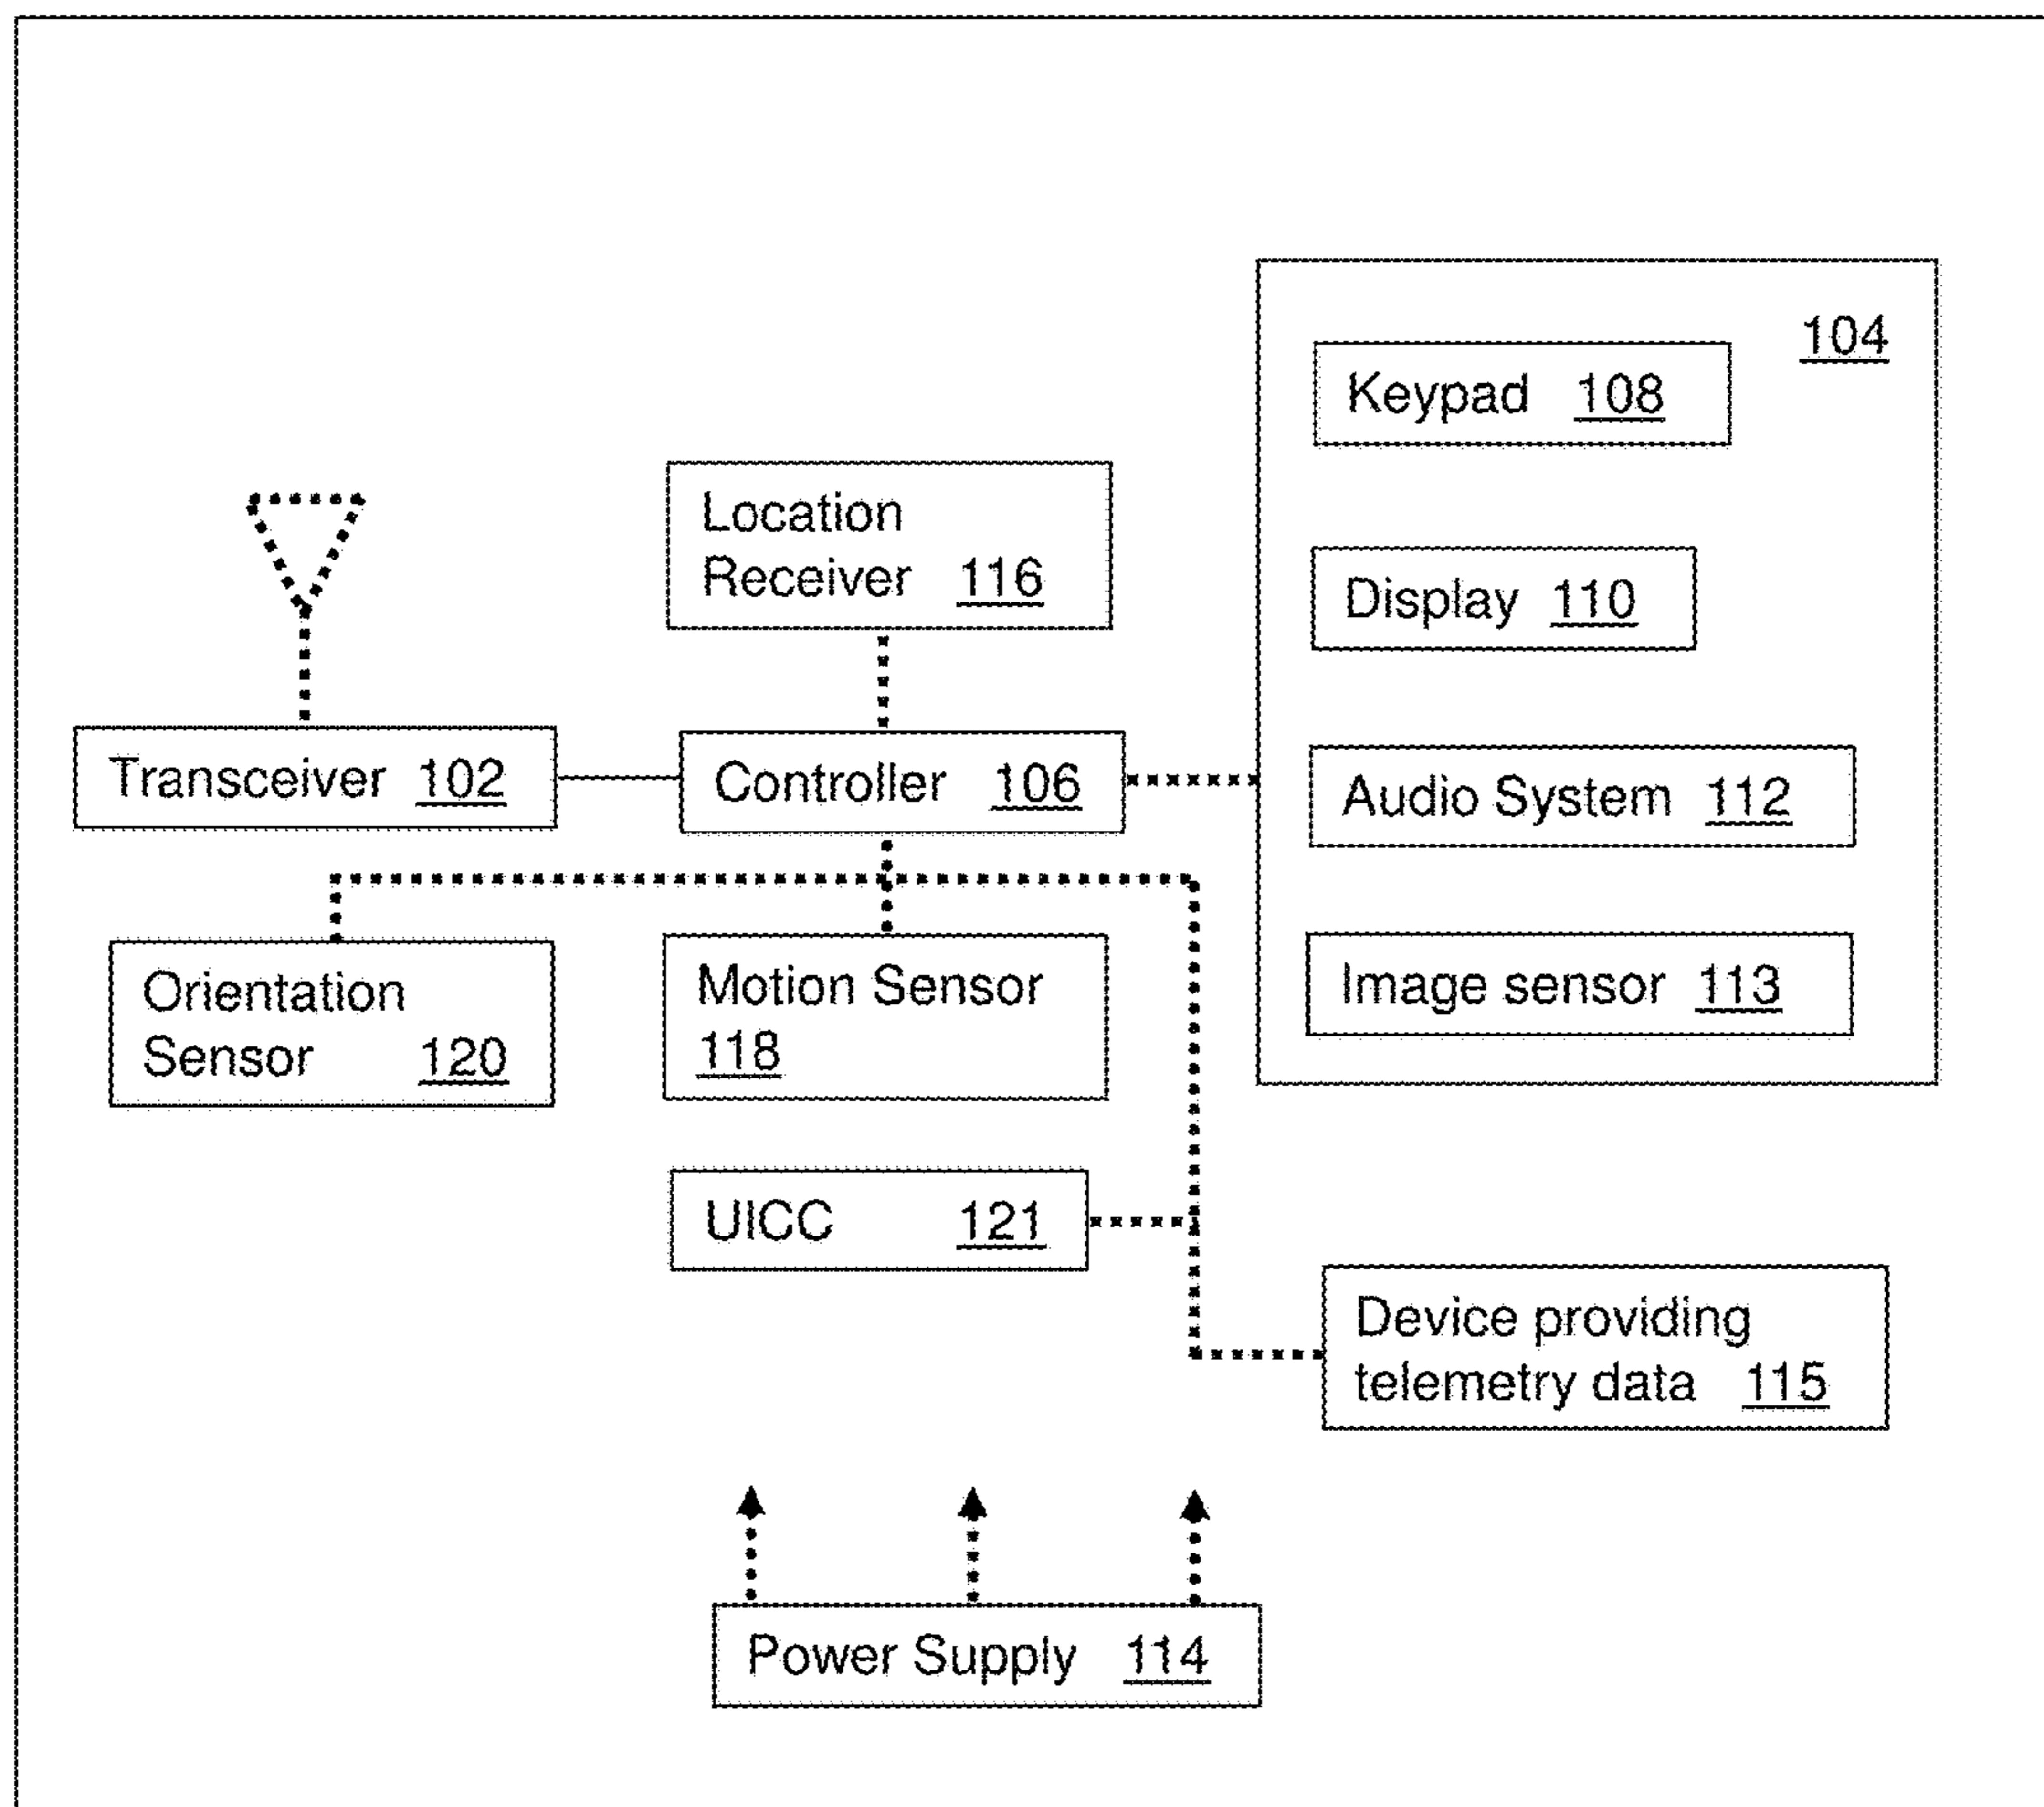 104
Keypad 108
Location
Receiver 116
Display 110
Transceiver 102
Controller 106
Audio System 112
Orientation
Sensor 120
Motion Sensor
118
Image sensor 113
UICC 121
Device providing
telemetry data 115
Power Supply 114